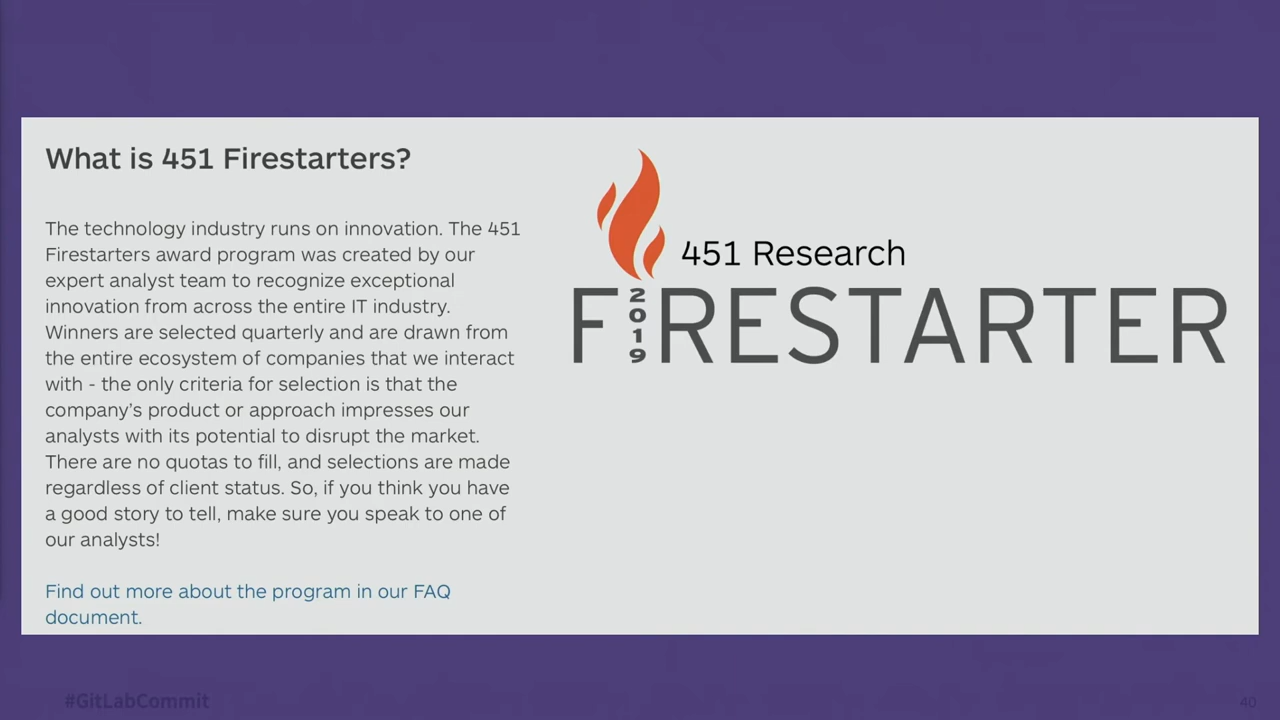 What is 451 Firestarters?
The technology industry runs on innovation. The 451
Firestarters award program was created by our
expert analyst team to recognize exceptional
innovation from across the entire IT industry.
Winners are selected quarterly and are drawn from
the entire ecosystem of companies that we interact
with - the only criteria for selection is that the
company's product or approach impresses our
analysts with its potential to disrupt the market.
There are no quotas to fill, and selections are made
regardless of client status. So, if you think you have
a good story to tell, make sure you speak to one of
our analysts!
Find out more about the program in our FAQ
document.
451 Research
FIRESTARTER
2019
#GitLabCommit
40